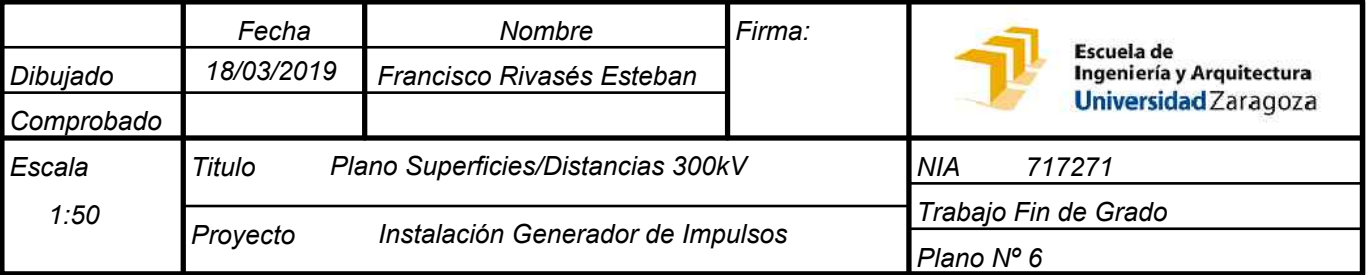 Fecha Nombre Firma:
Dibujado 18/03/2019 Francisco Rivasés Esteban
Comprobado
Escuela de
Ingeniería y Arquitectura
Universidad Zaragoza
Escala
1:50
Titulo Plano Superficies/Distancias 300kV
Proyecto Instalación Generador de Impulsos
NIA 717271
Trabajo Fin de Grado
Plano Nº 6